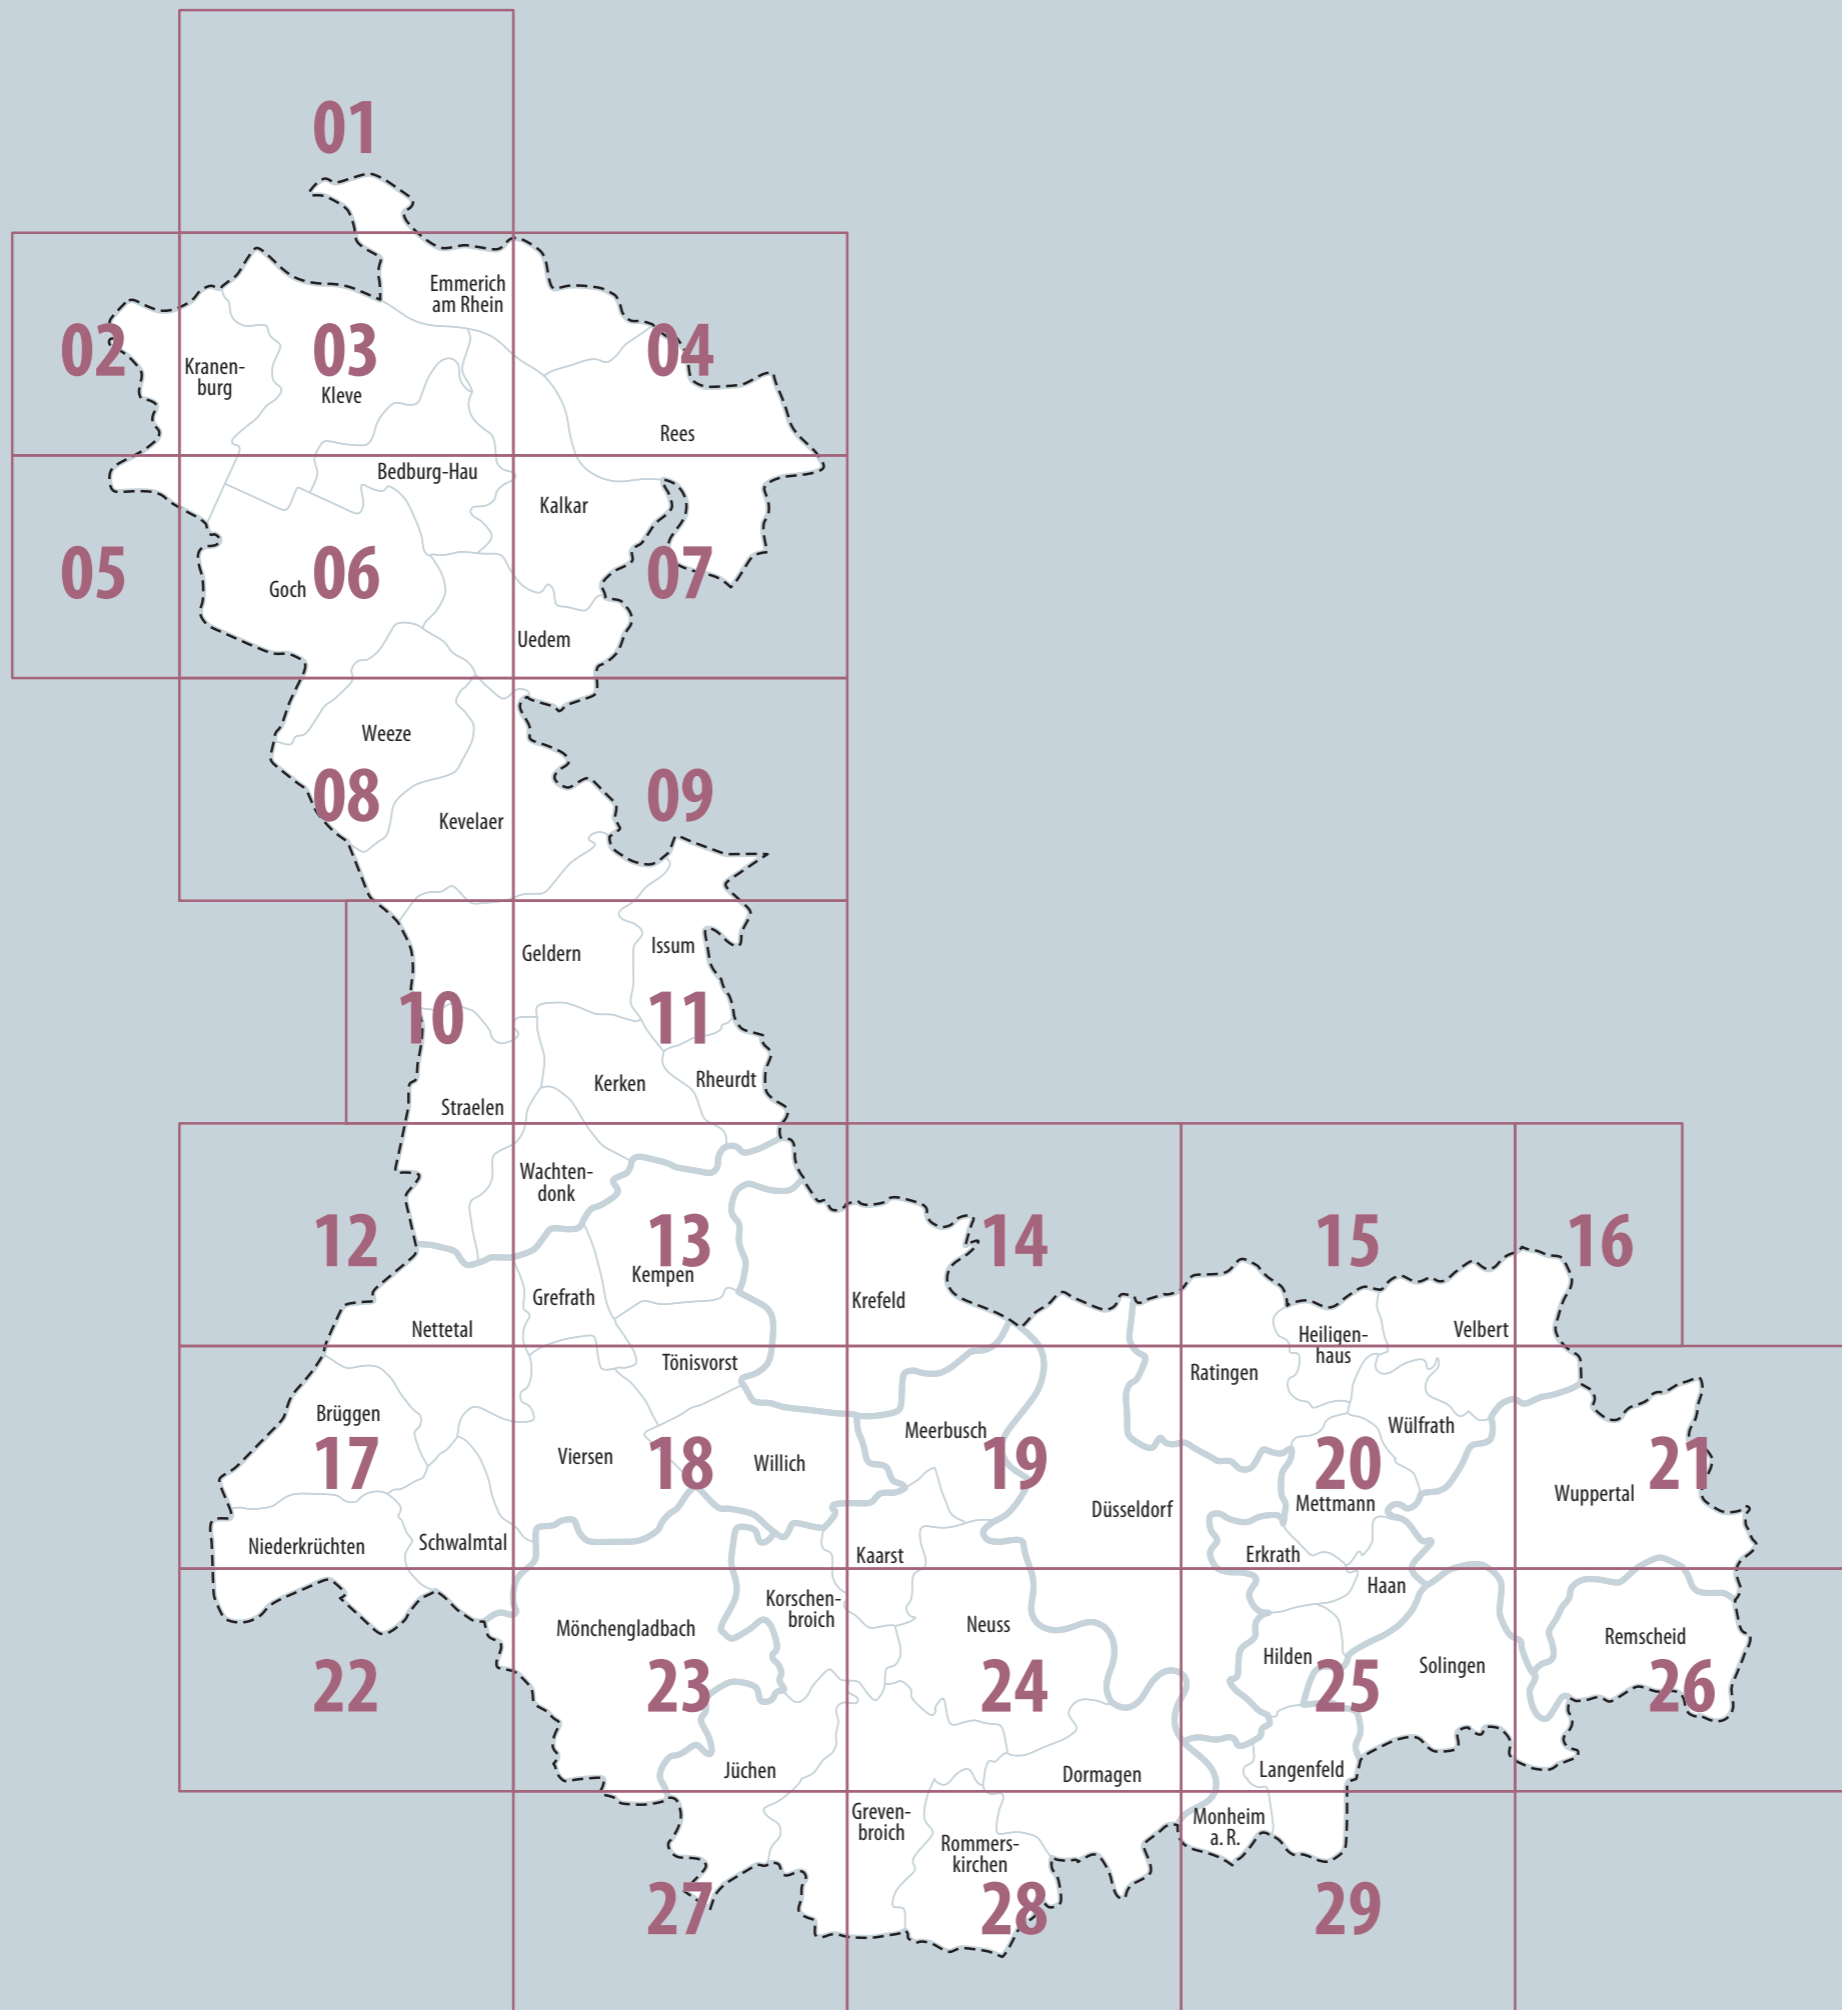 01
Emmerich
am Rhein
02
03
04
Kranen-
burg
Kleve
Rees
Bedburg-Hau
Kalkar
05
06
07
Goch
Uedem
Weeze
08
09
Kevelaer
Geldern
Issum
10
11
Kerken
Rheurdt
Straelen
Wachten-
donk
12
13
14
15
16
Kempen
Grefrath
Krefeld
Nettetal
Heiligen-
haus
Velbert
Tönisvorst
Ratingen
Brüggen
Meerbusch
Wülfrath
17
18
19
20
21
Viersen
Willich
Wuppertal
Mettmann
Düsseldorf
Niederkrüchten
Schwalmtal
Kaarst
Erkrath
Haan
Korschen-
broich
Mönchengladbach
Neuss
Remscheid
Hilden
Solingen
22
23
24
25
26
Jüchen
Dormagen
Langenfeld
Greven-
broich
Monheim
a. R.
Rommers-
kirchen
27
28
29